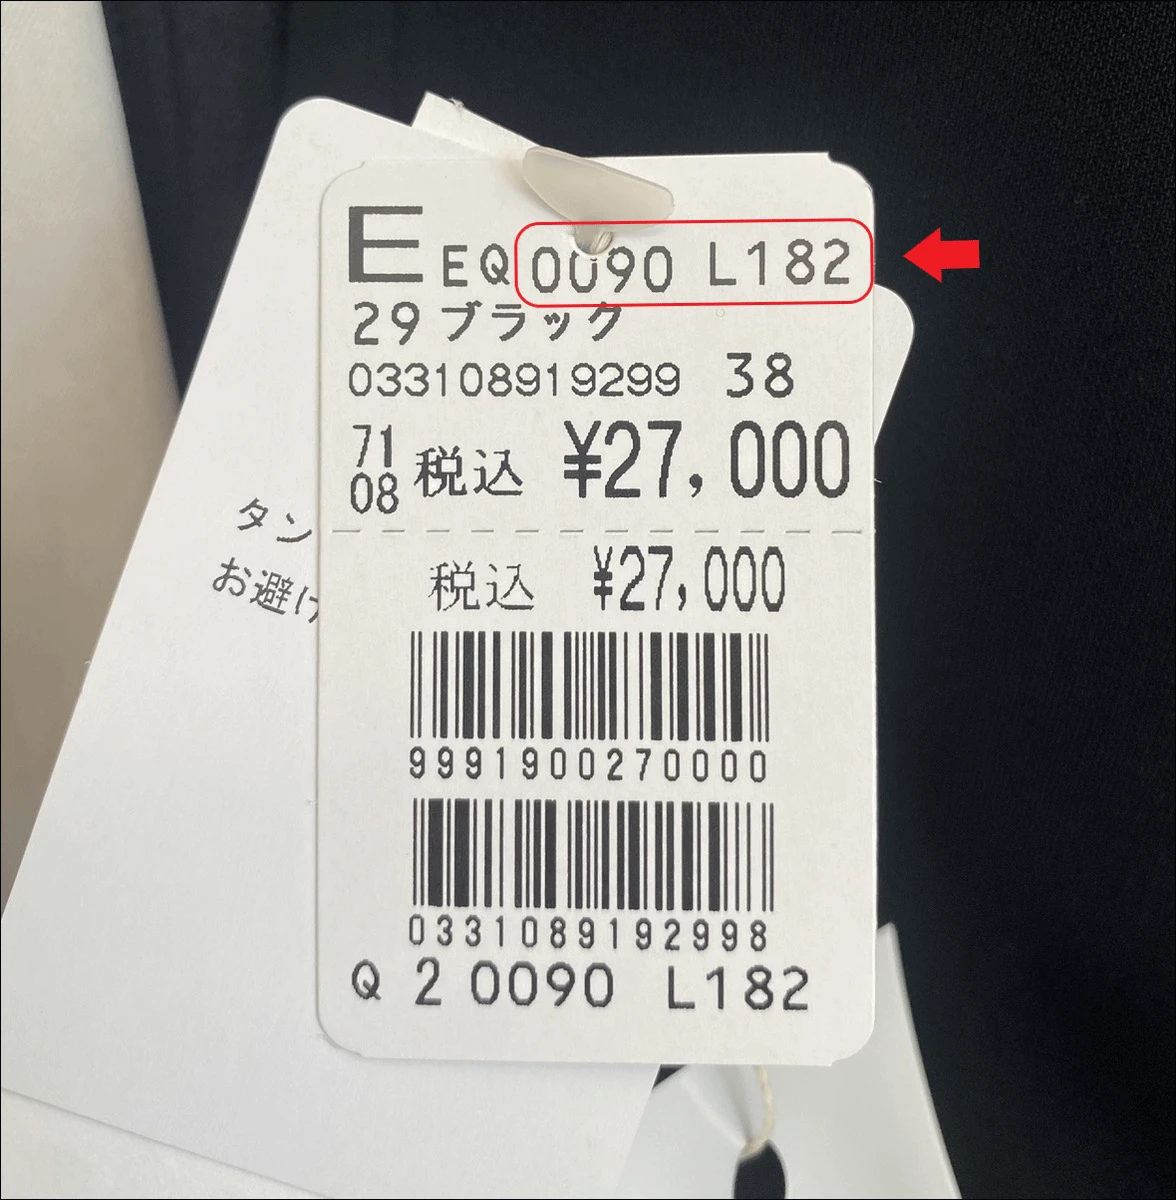 E EQ 0090 L182
29 ブラック
033108919299 38
71
08 税込 ¥27,000
税込 ¥27,000
9991900270000
0331089192998
Q 2 0090 L182
タン
お避け